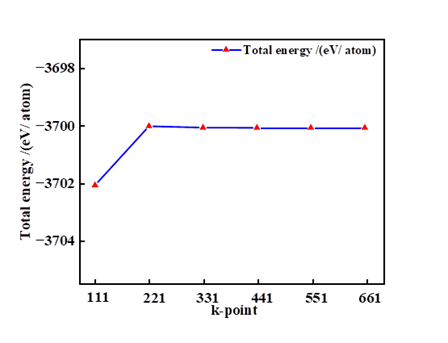 Total energy /(eV/ atom)
−3698
−3700
−3702
−3704
Total energy /(eV/ atom)
111 221 331 441 551 661
k-point